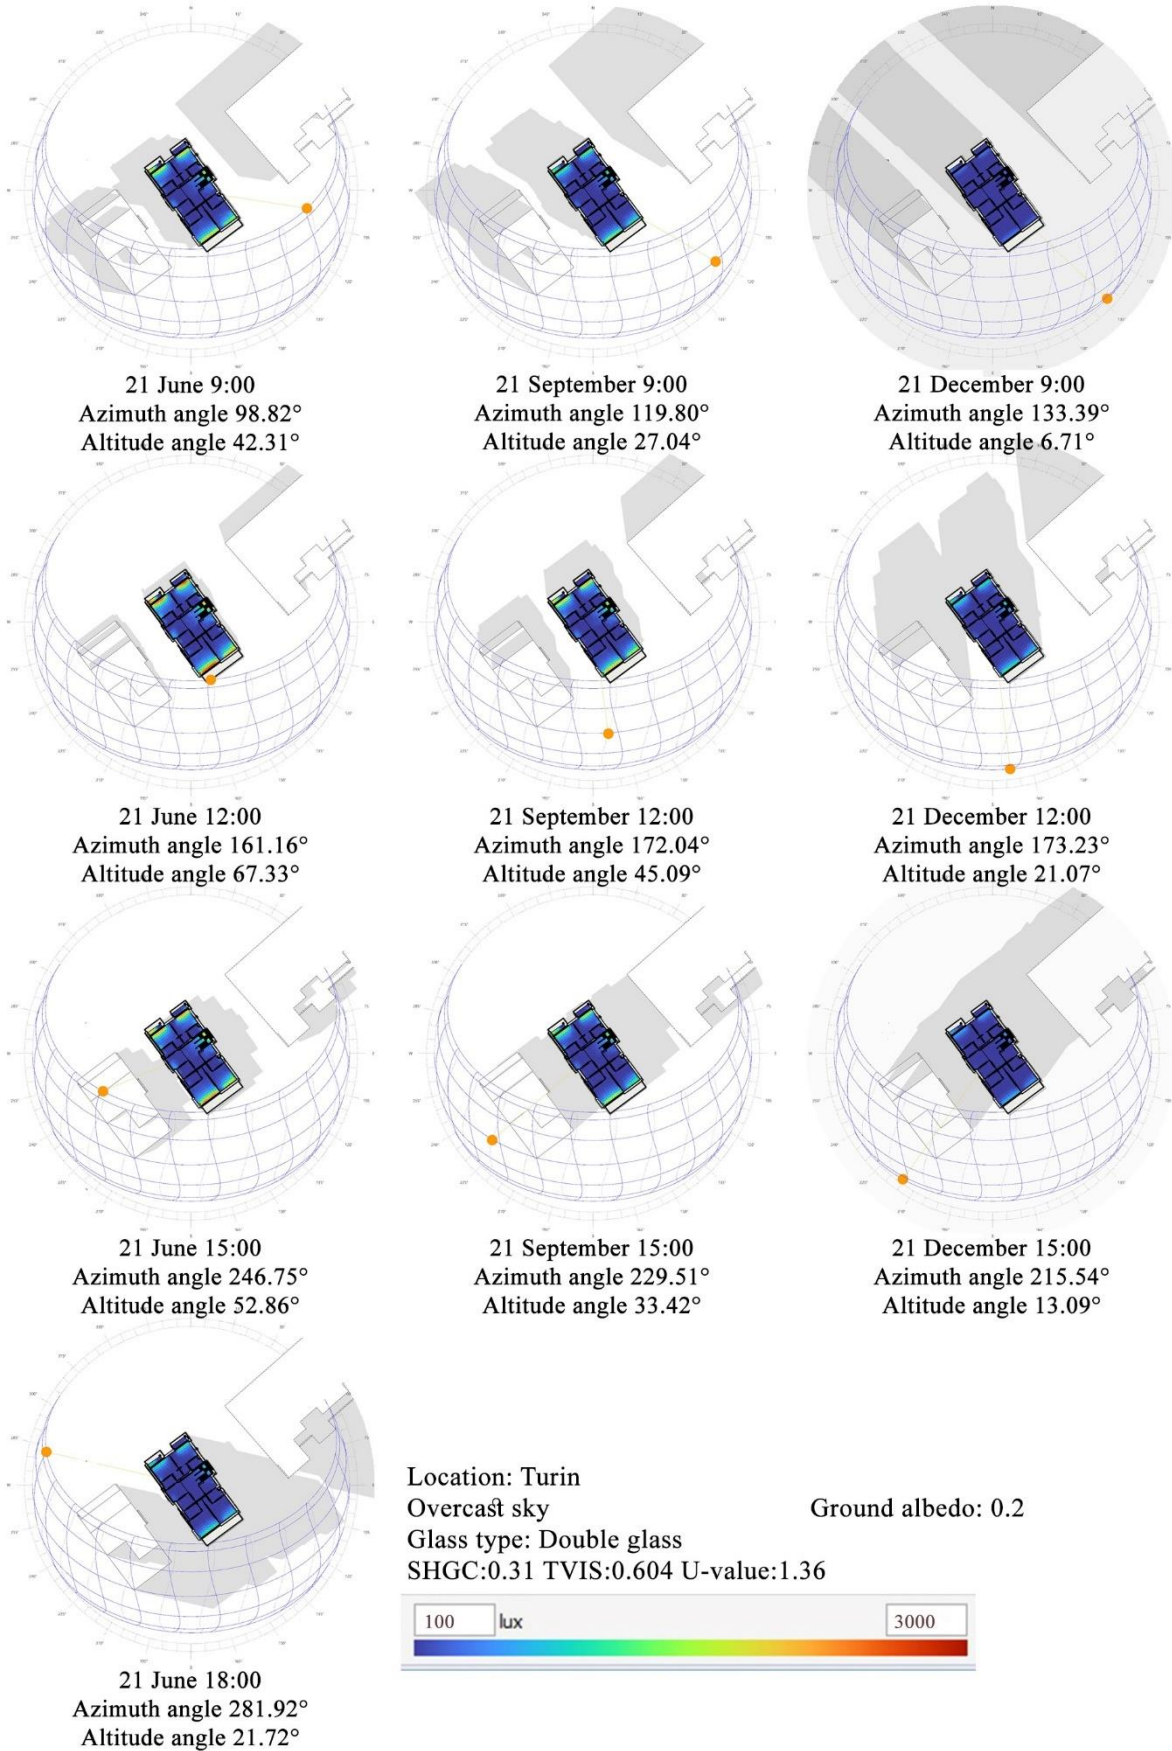 21 June 9:00
Azimuth angle 98.82°
Altitude angle 42.31°
21 September 9:00
Azimuth angle 119.80°
Altitude angle 27.04°
21 December 9:00
Azimuth angle 133.39°
Altitude angle 6.71°
21 June 12:00
Azimuth angle 161.16°
Altitude angle 67.33°
21 September 12:00
Azimuth angle 172.04°
Altitude angle 45.09°
21 December 12:00
Azimuth angle 173.23°
Altitude angle 21.07°
21 June 15:00
Azimuth angle 246.75°
Altitude angle 52.86°
21 September 15:00
Azimuth angle 229.51°
Altitude angle 33.42°
21 December 15:00
Azimuth angle 215.54°
Altitude angle 13.09°
21 June 18:00
Azimuth angle 281.92°
Altitude angle 21.72°
Location: Turin
Overcast sky Ground albedo: 0.2
Glass type: Double glass
SHGC:0.31 TVIS:0.604 U-value:1.36
100 lux 3000